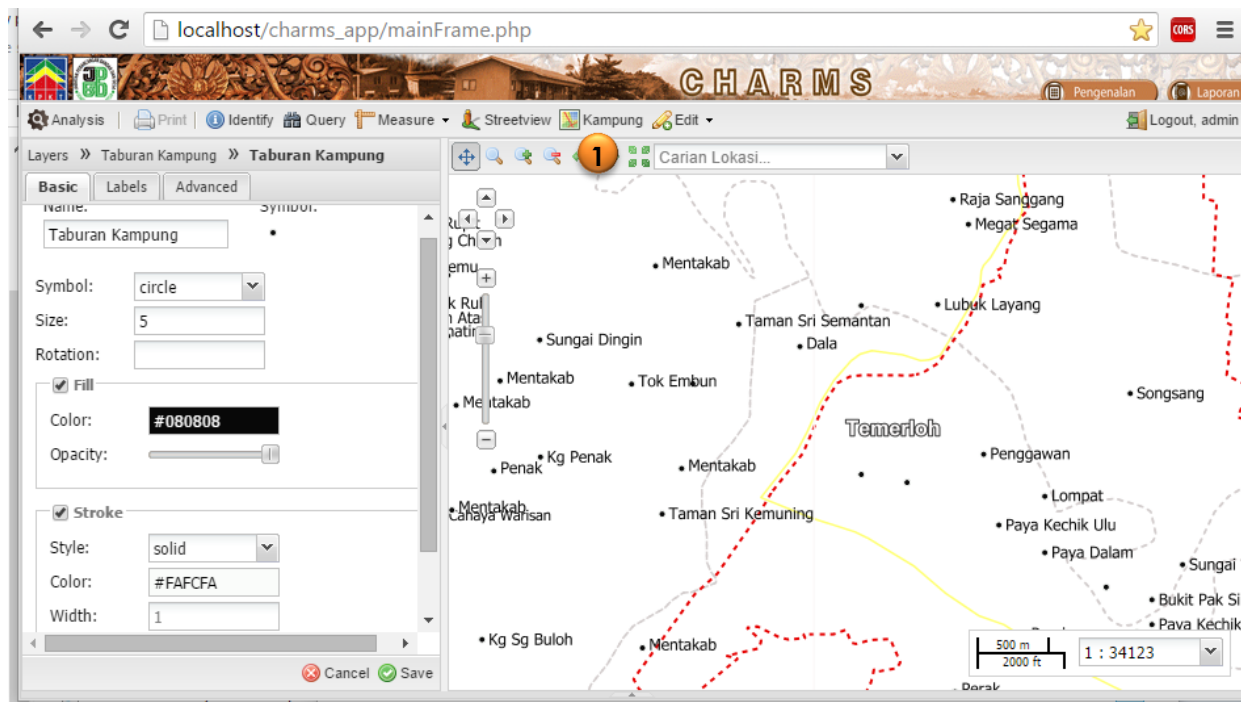 localhost/charms_app/mainFrame.php
CORS
CHARMS
Pengenalan
Laporan
Analysis
Print
Identify
Query
Measure
Streetview
Kampung
Edit
Logout, admin
Layers » Taburan Kampung » Taburan Kampung
1
Carian Lokasi...
Basic
Labels
Advanced
Name:
Symbol:
Taburan Kampung
Symbol:
circle
Size:
5
Rotation:
Fill
Color:
#080808
Opacity:
Stroke
Style:
solid
Color:
#FAFCFA
Width:
1
Cancel
Save
Raja Sanggang
Megat Segama
Mentakab
Lubuk Layang
Taman Sri Semantan
Dala
Sungai Dingin
Mentakab
Tok Embun
Mentakab
Songsang
Temerloh
Penggawan
Kg Penak
Penak
Mentakab
Lompat
Mentakab
Cahaya Warisan
Taman Sri Kemuning
Paya Kechik Ulu
Paya Dalam
Sungai
Bukit Pak Si
Paya Kechik
Kg Sg Buloh
Mentakab
500 m
2000 ft
1 : 34123
Perak